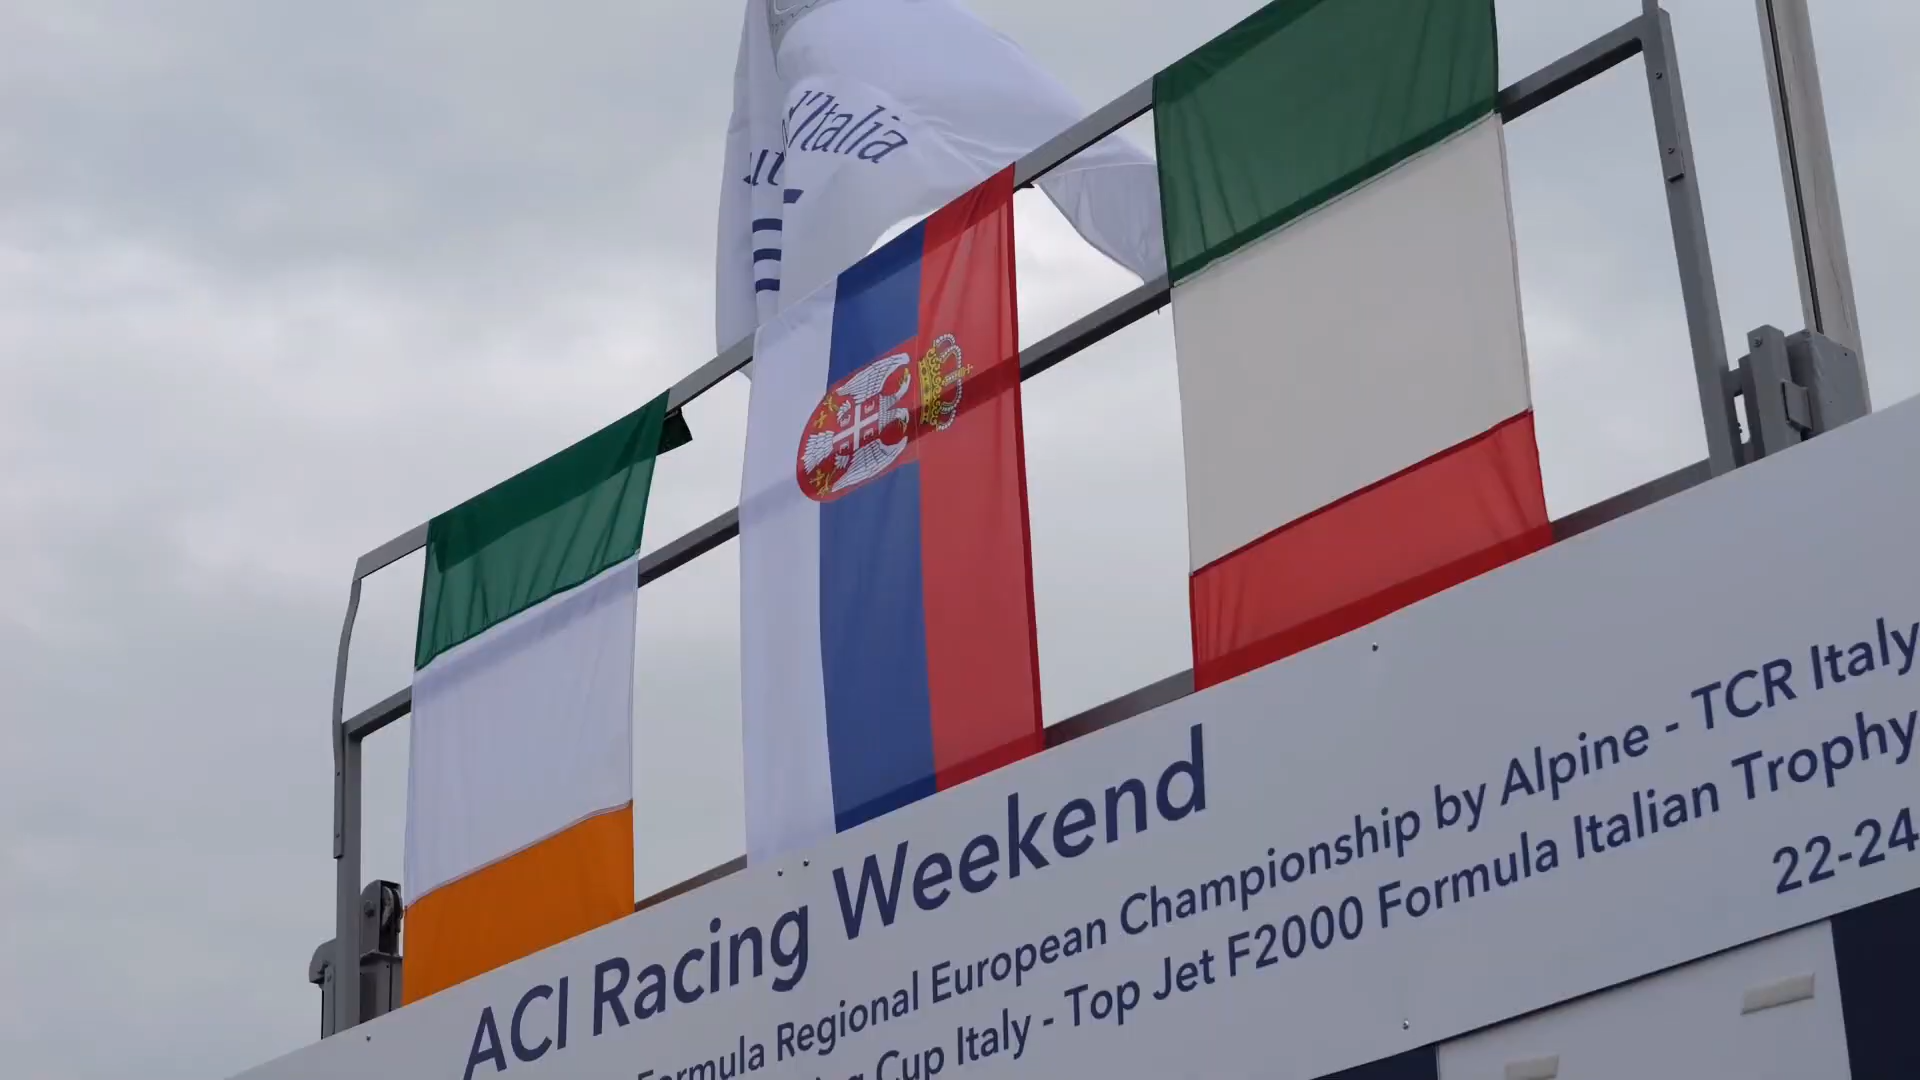 d'Italia
ACI Racing Weekend
Formula Regional European Championship by Alpine - TCR Italy
Cup Italy - Top Jet F2000 Formula Italian Trophy
22-24